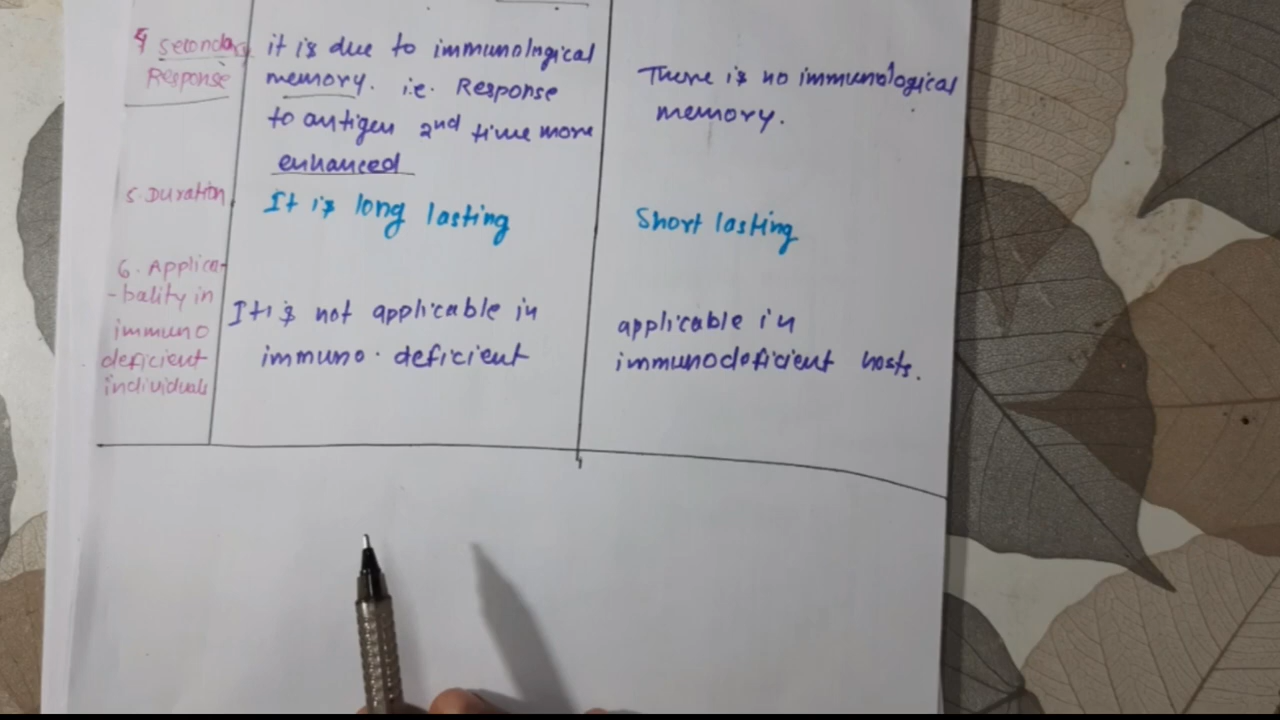 4 Secondary
Response
it is due to immunological
memory. i.e. Response
to antigen 2nd time more
enhanced
There is no immunological
memory.
5. Duration
It is long lasting
Short lasting
6. Applica-
-bality in
immuno
deficient
individuals
It is not applicable in
immuno. deficient
applicable in
immunodeficient hosts.